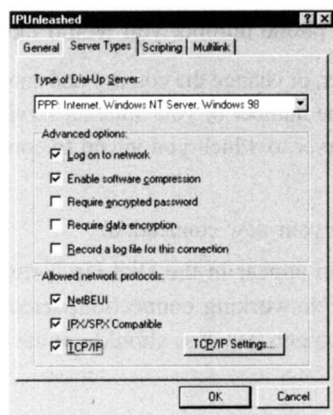 IPUnleashed
General Server Types Scripting Multilink
Type of Dial-Up Server:
PPP: Internet, Windows NT Server, Windows 98
Advanced options:
Log on to network
Enable software compression
Require encrypted password
Require data encryption
Record a log file for this connection
Allowed network protocols:
NetBEUI
IPX/SPX Compatible
TCP/IP TCP/IP Settings...
OK Cancel